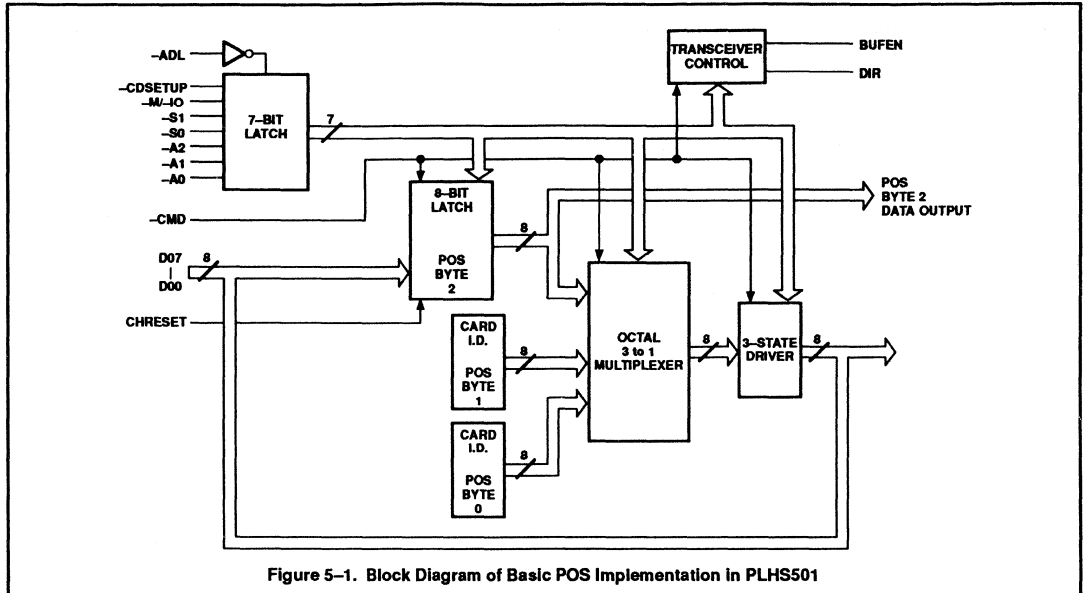 –ADL
–CDSETUP
–M/–IO
–S1
–S0
–A2
–A1
–A0
7–BIT
LATCH
7
TRANSCEIVER
CONTROL
BUFEN
DIR
–CMD
8–BIT
LATCH
POS
BYTE
2
8
POS
BYTE 2
DATA OUTPUT
D07
D00
8
CHRESET
CARD
I.D.
POS
BYTE
1
8
CARD
I.D.
POS
BYTE
0
8
OCTAL
3 to 1
MULTIPLEXER
8
3–STATE
DRIVER
8
Figure 5–1. Block Diagram of Basic POS Implementation in PLHS501